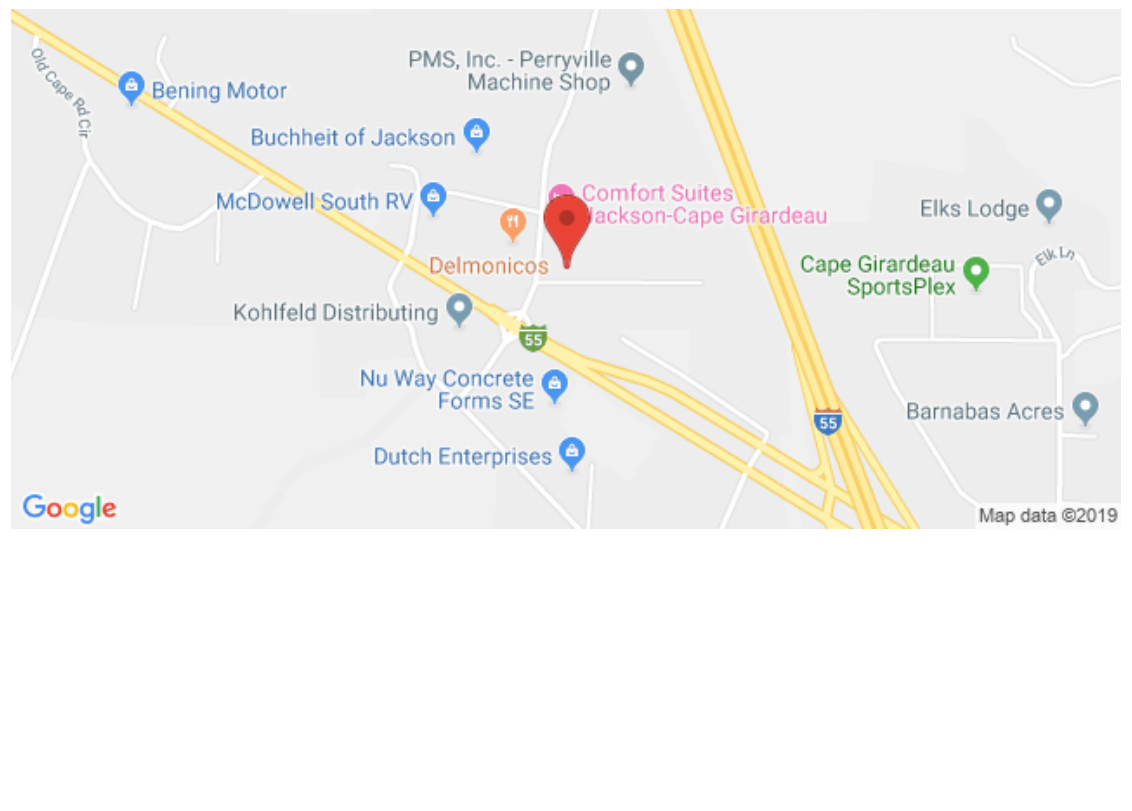 PMS, Inc. - Perryville
Machine Shop
Old Cape Rd Cir
Bening Motor
Buchheit of Jackson
McDowell South RV
Comfort Suites
Jackson-Cape Girardeau
Elks Lodge
Delmonicos
Elk Ln
Cape Girardeau
SportsPlex
Kohlfeld Distributing
55
Nu Way Concrete
Forms SE
55
Barnabas Acres
Dutch Enterprises
Google
Map data ©2019